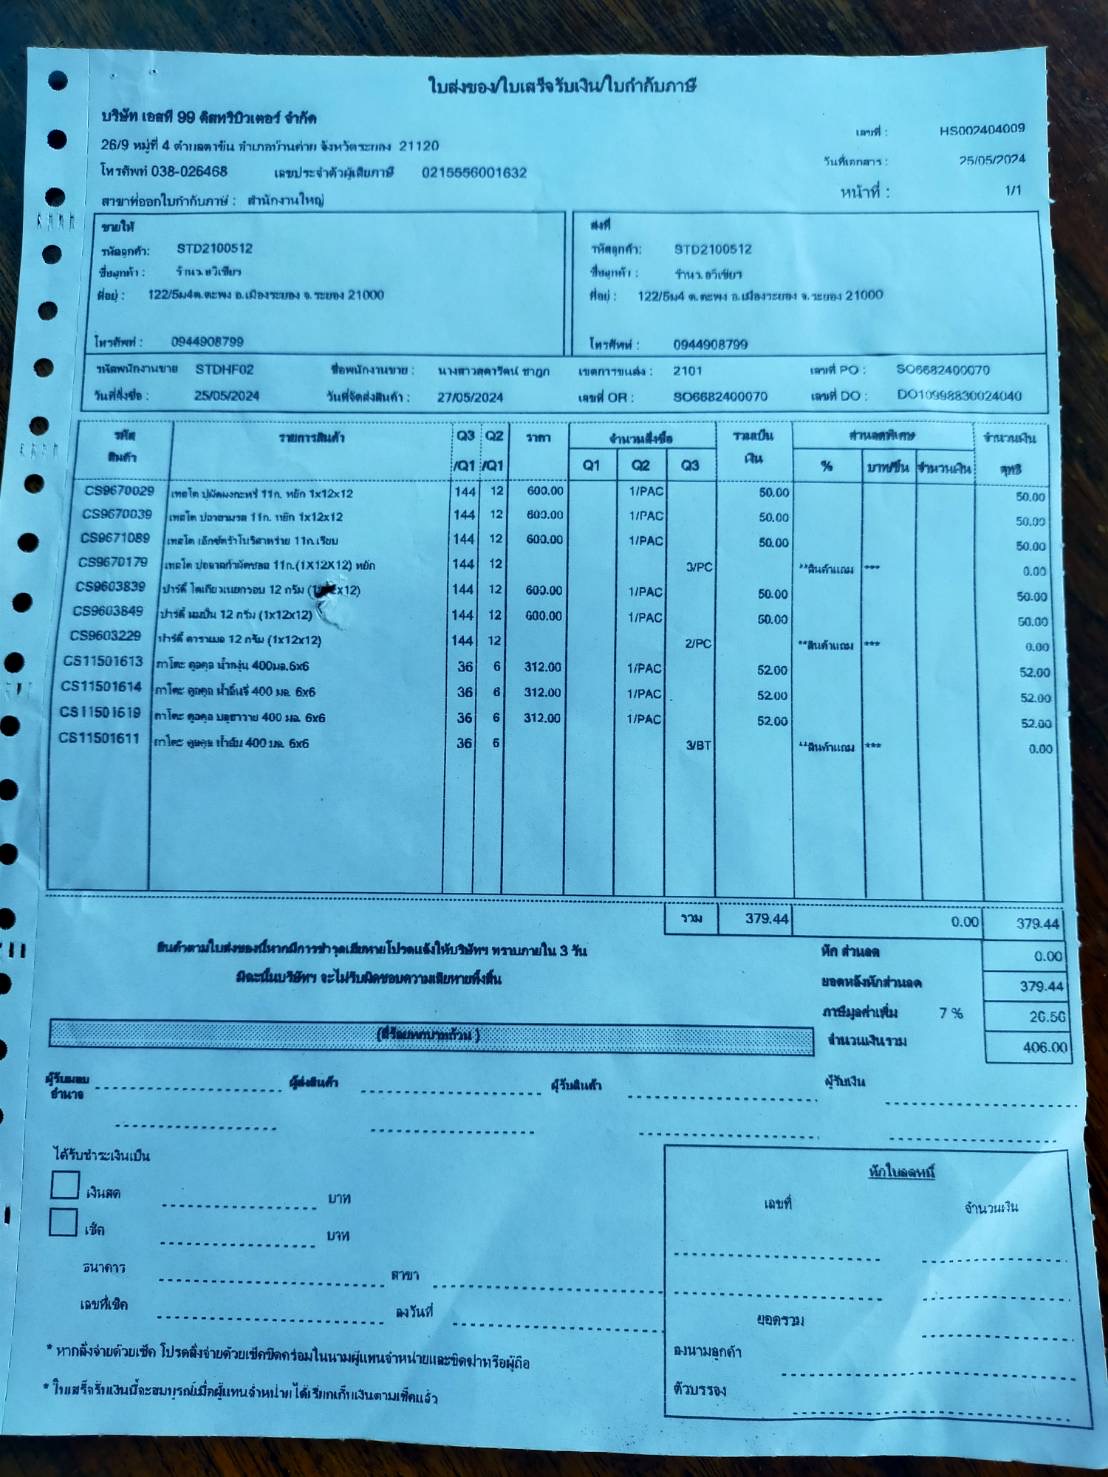 ใบส่งของ/ใบเสร็จรับเงิน/ใบกำกับภาษี
บริษัท เอสที 99 ดิสทริบิวเตอร์ จำกัด
26/9 หมู่ที่ 4 ตำบลตาขัน อำเภอบ้านค่าย จังหวัดระยอง 21120
โทรศัพท์ 038-026468 เลขประจำตัวผู้เสียภาษี 0215556001632
สาขาที่ออกใบกำกับภาษี : สำนักงานใหญ่
เลขที่ : HS002404009
วันที่เอกสาร : 25/05/2024
หน้าที่ : 1/1
ขายให้
รหัสลูกค้า: STD2100512
ชื่อลูกค้า : ร้านว.อวิเชียร
ที่อยู่ : 122/5ม4ต.ตะพง อ.เมืองระยอง จ.ระยอง 21000
โทรศัพท์ : 0944908799
ส่งที่
รหัสลูกค้า: STD2100512
ชื่อลูกค้า : ร้านว.อวิเชียร
ที่อยู่ : 122/5ม4 ต.ตะพง อ.เมืองระยอง จ.ระยอง 21000
โทรศัพท์ : 0944908799
รหัสพนักงานขาย STDHF02 ชื่อพนักงานขาย : นางสาวสุดารัตน์ เขตการขนส่ง : 2101 เลขที่ PO : SO6682400070
วันที่สั่งซื้อ : 25/05/2024 วันที่จัดส่งสินค้า : 27/05/2024 เลขที่ OR : SO6682400070 เลขที่ DO : DO10998830024040
รหัส รายการสินค้า Q3 Q2 ราคา จำนวนสั่งซื้อ รวมเป็น ส่วนลดพิเศษ จำนวนเงิน
สินค้า /Q1 /Q1 Q1 Q2 Q3 เงิน % บาท/ชิ้น จำนวนเงิน สุทธิ
CS9670029 เทสโต ปูผัดผงกะหรี่ 11ก. หยัก 1x12x12 144 12 600.00 1/PAC 50.00 50.00
CS9670039 เทสโต 11ก. หยัก 1x12x12 144 12 600.00 1/PAC 50.00 50.00
CS9671089 เทสโต เอ็กซ์ตร้าโนริสาหร่าย 11ก.เรียบ 144 12 600.00 1/PAC 50.00 50.00
CS9670179 เทสโต 11ก.(1X12X12) หยัก 144 12 3/PC **สินค้าแถม *** 0.00
CS9603839 ปาร์ตี้ 12 กรัม 144 12 600.00 1/PAC 50.00 50.00
CS9603849 ปาร์ตี้ 12 กรัม (1x12x12) 144 12 600.00 1/PAC 50.00 50.00
CS9603229 ปาร์ตี้ คาราเมล 12 กรัม (1x12x12) 144 12 2/PC **สินค้าแถม *** 0.00
CS11501613 กาโตะ คูลคูล น้ำองุ่น 400มล.6x6 36 6 312.00 1/PAC 52.00 52.00
CS11501614 กาโตะ คูลคูล น้ำลิ้นจี่ 400 มล. 6x6 36 6 312.00 1/PAC 52.00 52.00
CS11501619 กาโตะ คูลคูล บลูฮาวาย 400 มล. 6x6 36 6 312.00 1/PAC 52.00 52.00
CS11501611 กาโตะ คูลคูล น้ำส้ม 400 มล. 6x6 36 6 3/BT **สินค้าแถม *** 0.00
รวม 379.44 0.00 379.44
สินค้าตามใบส่งของนี้หากมีการชำรุดเสียหายโปรดแจ้งให้บริษัทฯ ทราบภายใน 3 วัน
มิฉะนั้นบริษัทฯ จะไม่รับผิดชอบความเสียหายทั้งสิ้น
หัก ส่วนลด 0.00
ยอดหลังหักส่วนลด 379.44
ภาษีมูลค่าเพิ่ม 7 % 26.56
จำนวนเงินรวม 406.00
(สี่ร้อยหกบาทถ้วน )
ผู้รับมอบอำนาจ ผู้ส่งสินค้า ผู้รับสินค้า ผู้รับเงิน
ได้รับชำระเงินเป็น
เงินสด บาท
เช็ค บาท
ธนาคาร สาขา
เลขที่เช็ค ลงวันที่
หักใบลดหนี้
เลขที่ จำนวนเงิน
ยอดรวม
ลงนามลูกค้า
ตัวบรรจง
* หากสั่งจ่ายด้วยเช็ค โปรดสั่งจ่ายด้วยเช็คขีดคร่อมในนามผู้แทนจำหน่ายและขีดฆ่าหรือผู้ถือ
* ใบเสร็จรับเงินนี้จะสมบูรณ์เมื่อผู้แทนจำหน่ายได้เรียกเก็บเงินตามเช็คแล้ว